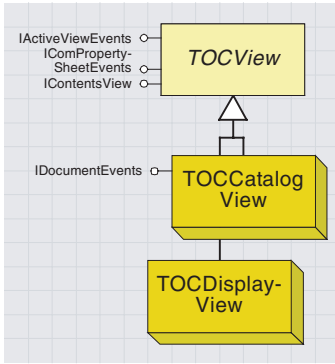 IActiveViewEvents
IComProperty-
SheetEvents
IContentsView
TOCView
IDocumentEvents
TOCCatalog
View
TOCDisplay-
View